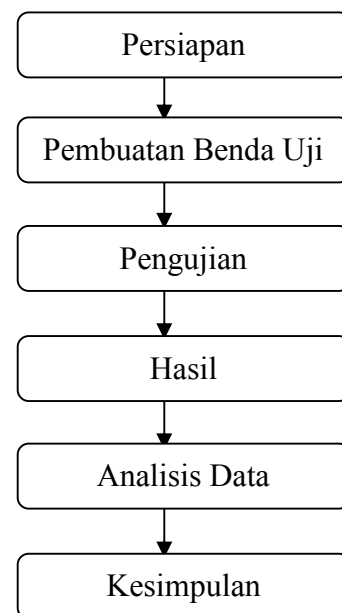 Persiapan
Pembuatan Benda Uji
Pengujian
Hasil
Analisis Data
Kesimpulan